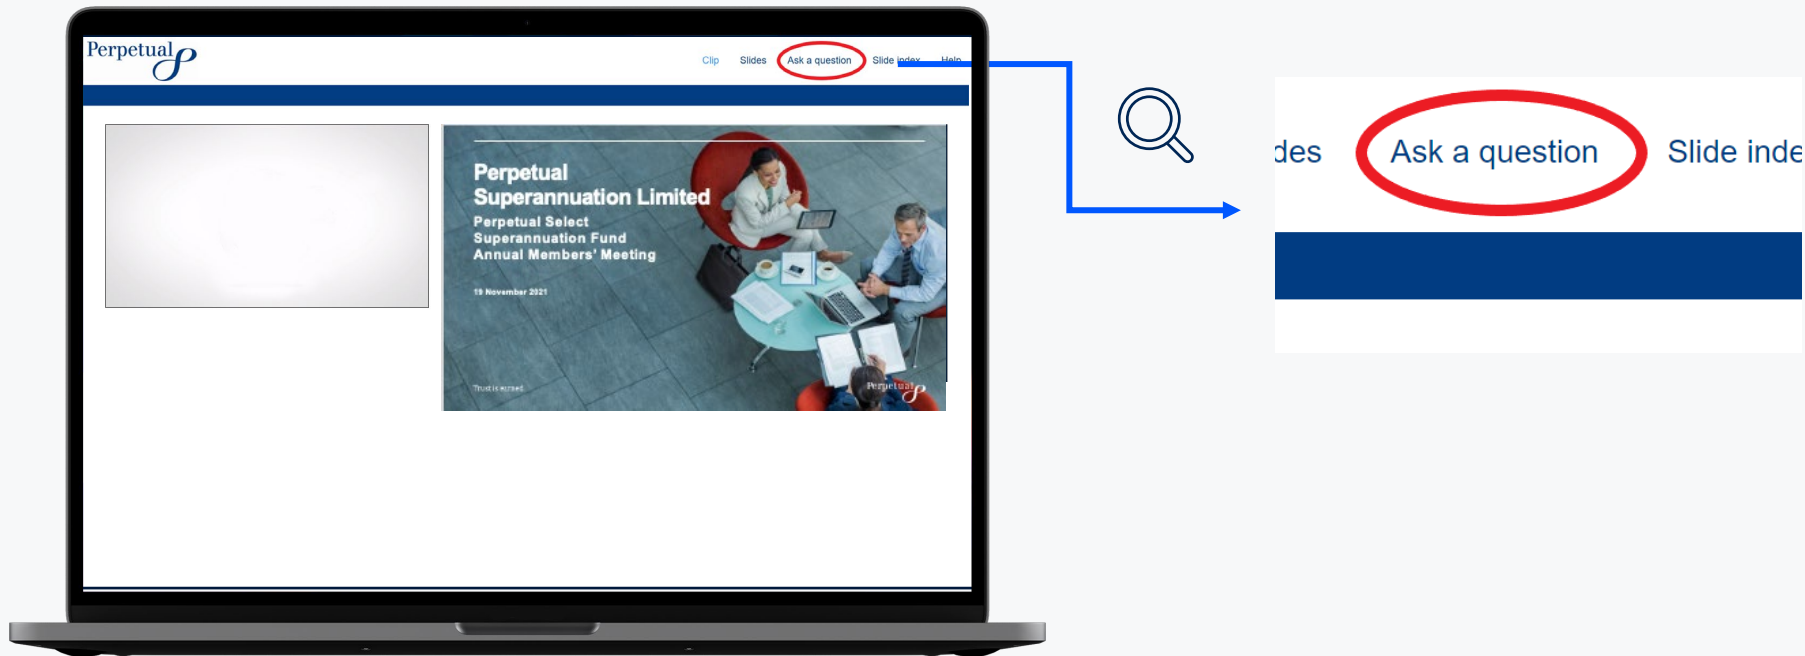 Perpetual
Clip Slides Ask a question Slide index Help
Perpetual
Superannuation Limited
Perpetual Select
Superannuation Fund
Annual Members' Meeting
19 November 2021
Trust is earned.
Perpetual
des Ask a question Slide inde